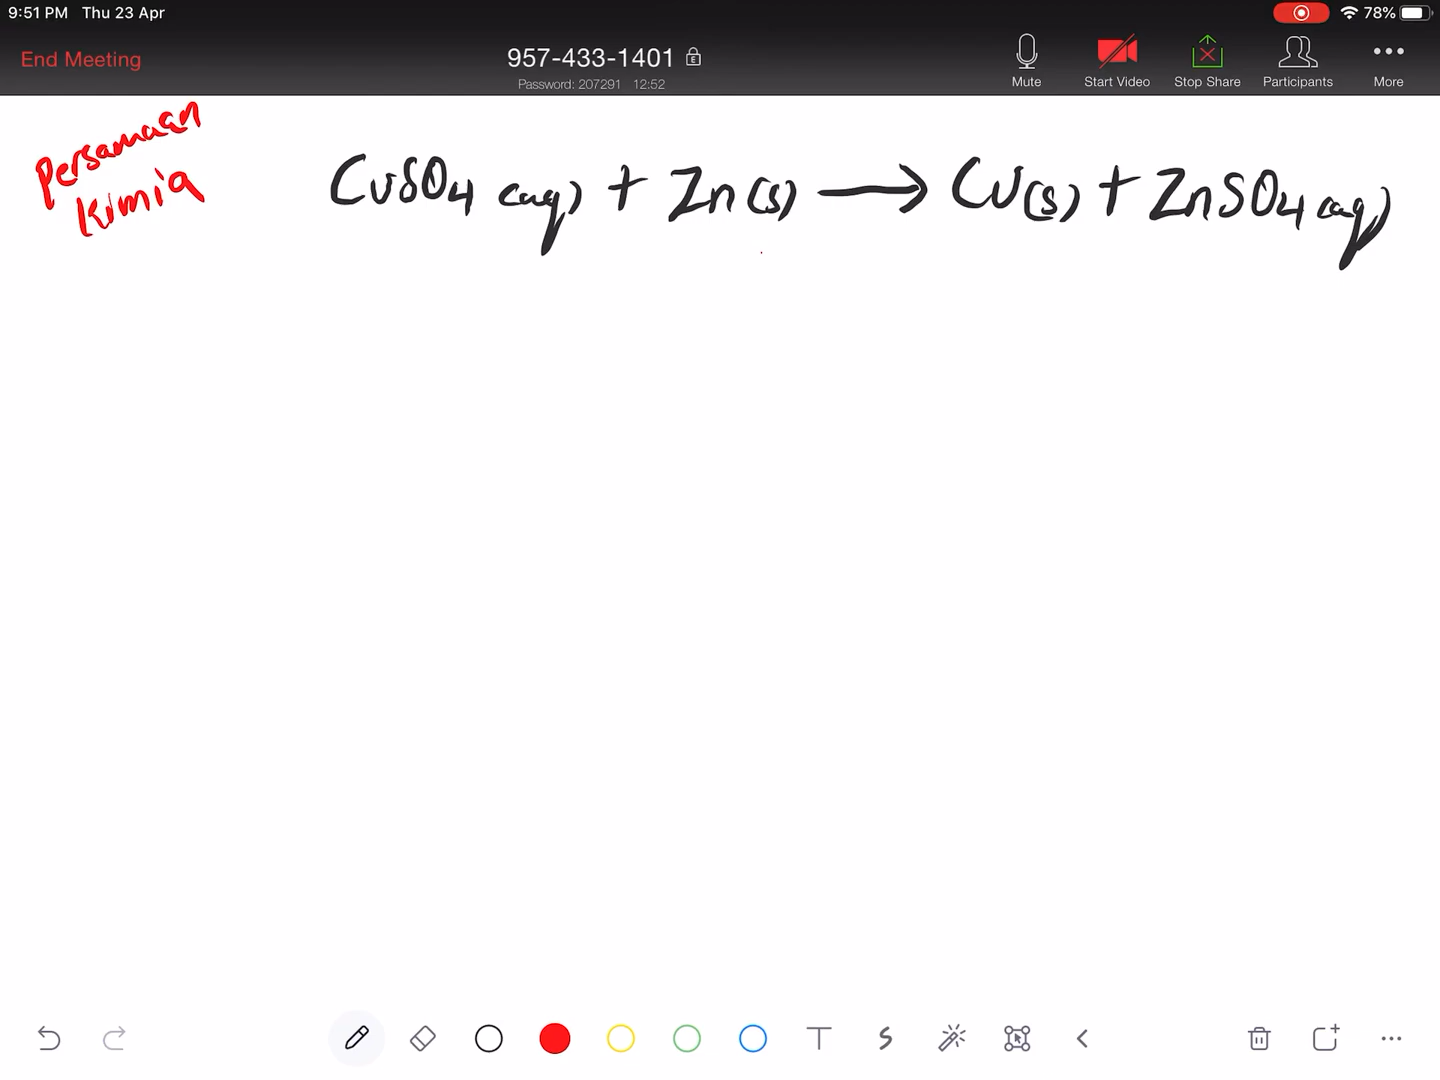 9:51 PM Thu 23 Apr
78%
End Meeting
957-433-1401
Password: 207291 12:52
Mute
Start Video
Stop Share
Participants
More
Persamaan
Kimia
CuSO4 (aq) + Zn (s) → Cu (s) + ZnSO4 (aq)